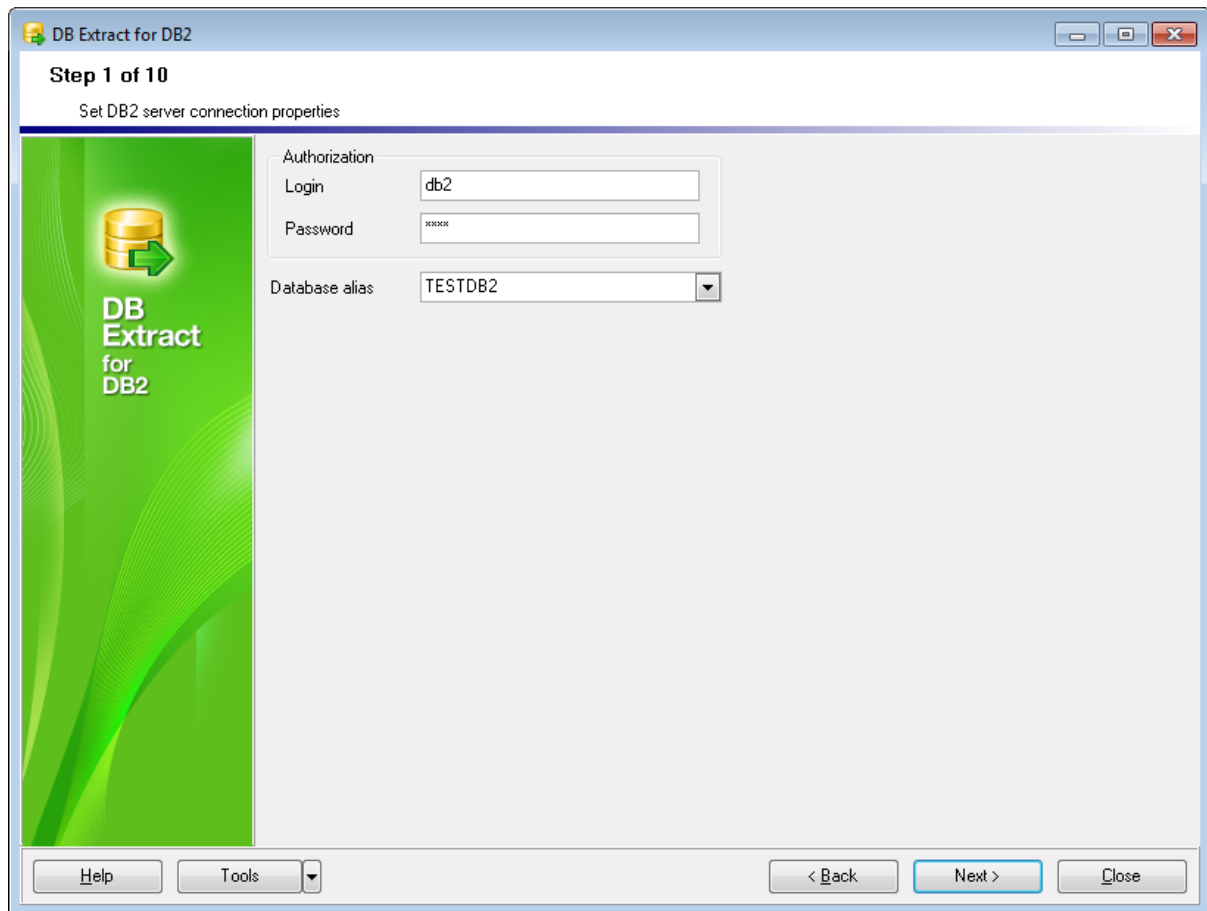 DB Extract for DB2
Step 1 of 10
Set DB2 server connection properties
Authorization
Login
db2
Password
****
Database alias
TESTDB2
DB
Extract
for
DB2
Help
Tools
< Back
Next >
Close